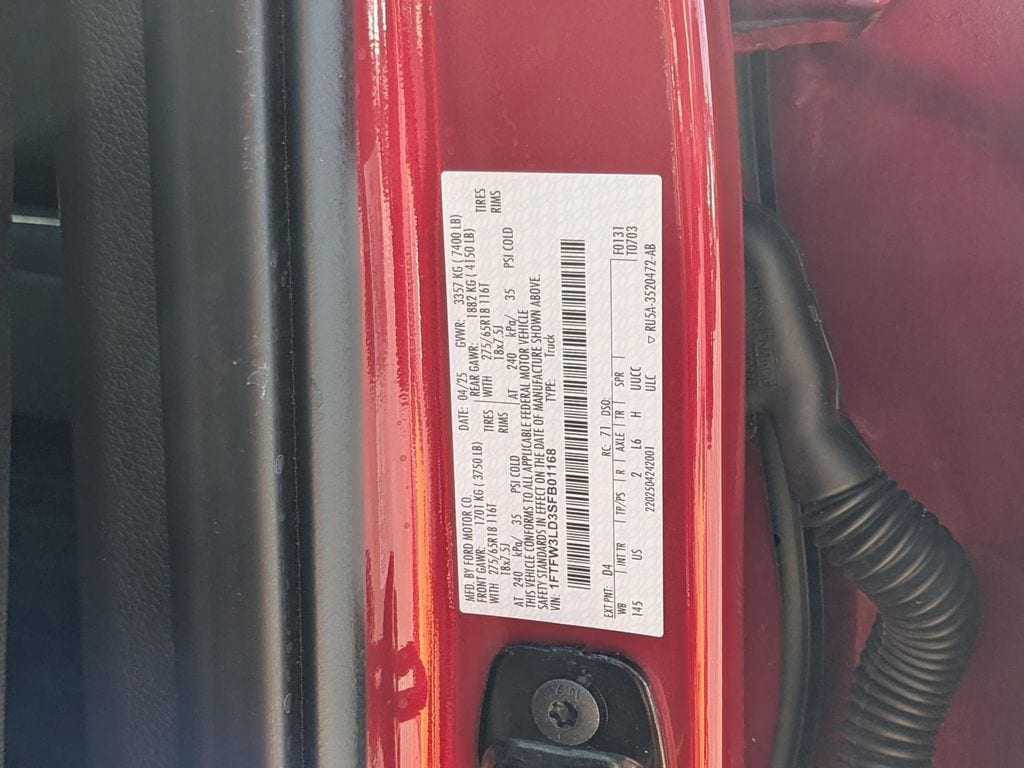 MFD. BY FORD MOTOR CO.
DATE: 04/25 GVWR: 3357 KG ( 7400 LB)
FRONT GAWR: 1701 KG ( 3750 LB)
REAR GAWR: 1882 KG ( 4150 LB)
WITH 275/65R18 116T TIRES
WITH 275/65R18 116T TIRES
18x7.5J RIMS
18x7.5J RIMS
AT 240 kPa/ 35 PSI COLD
AT 240 kPa/ 35 PSI COLD
THIS VEHICLE CONFORMS TO ALL APPLICABLE FEDERAL MOTOR VEHICLE
SAFETY STANDARDS IN EFFECT ON THE DATE OF MANUFACTURE SHOWN ABOVE.
VIN: 1FTFW3LD3SFB01168 TYPE: Truck
EXT PNT: D4 RC: 71 DSO: F0131
WB INT TR TP/PS R AXLE TR SPR T0703
145 US 2 L6 H UUCC
2202504242001 ULC ▽ RU5A-3520472-AB